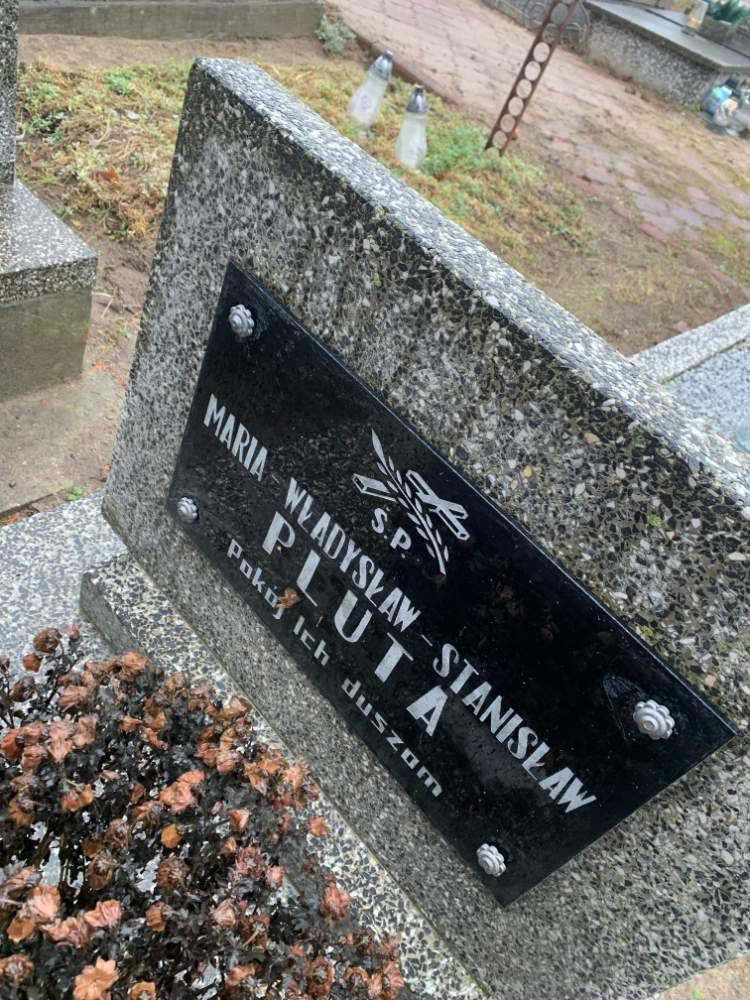 S.P.
MARIA - WŁADYSŁAW - STANISŁAW
PLUTA
Pokój Ich duszom